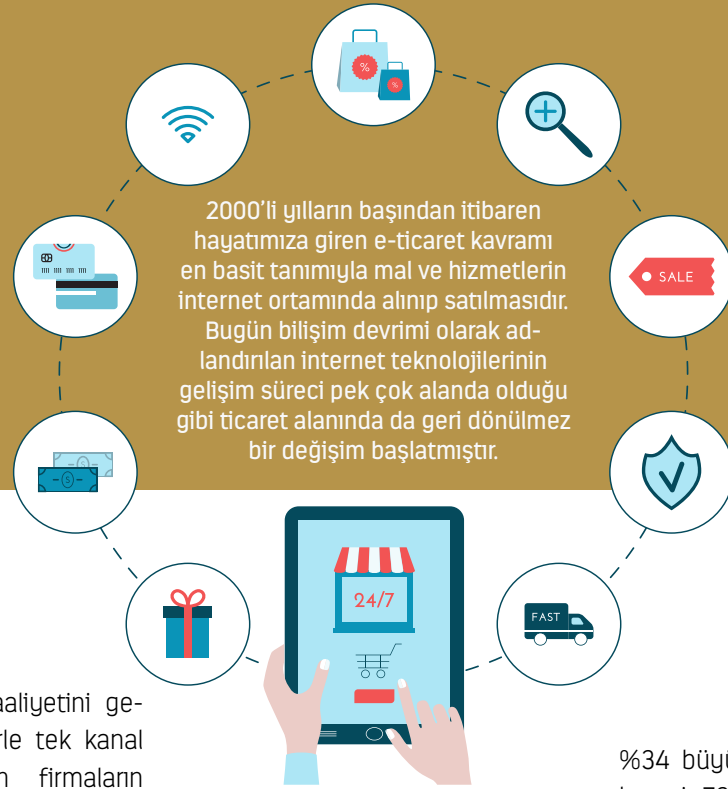 %
SALE
2000'li yılların başından itibaren
hayatımıza giren e-ticaret kavramı
en basit tanımıyla mal ve hizmetlerin
internet ortamında alınıp satılmasıdır.
Bugün bilişim devrimi olarak ad-
landırılan internet teknolojilerinin
gelişim süreci pek çok alanda olduğu
gibi ticaret alanında da geri dönülmez
bir değişim başlatmıştır.
24/7
FAST
aaliyetini ge-
rle tek kanal
firmaların
%34 büyü